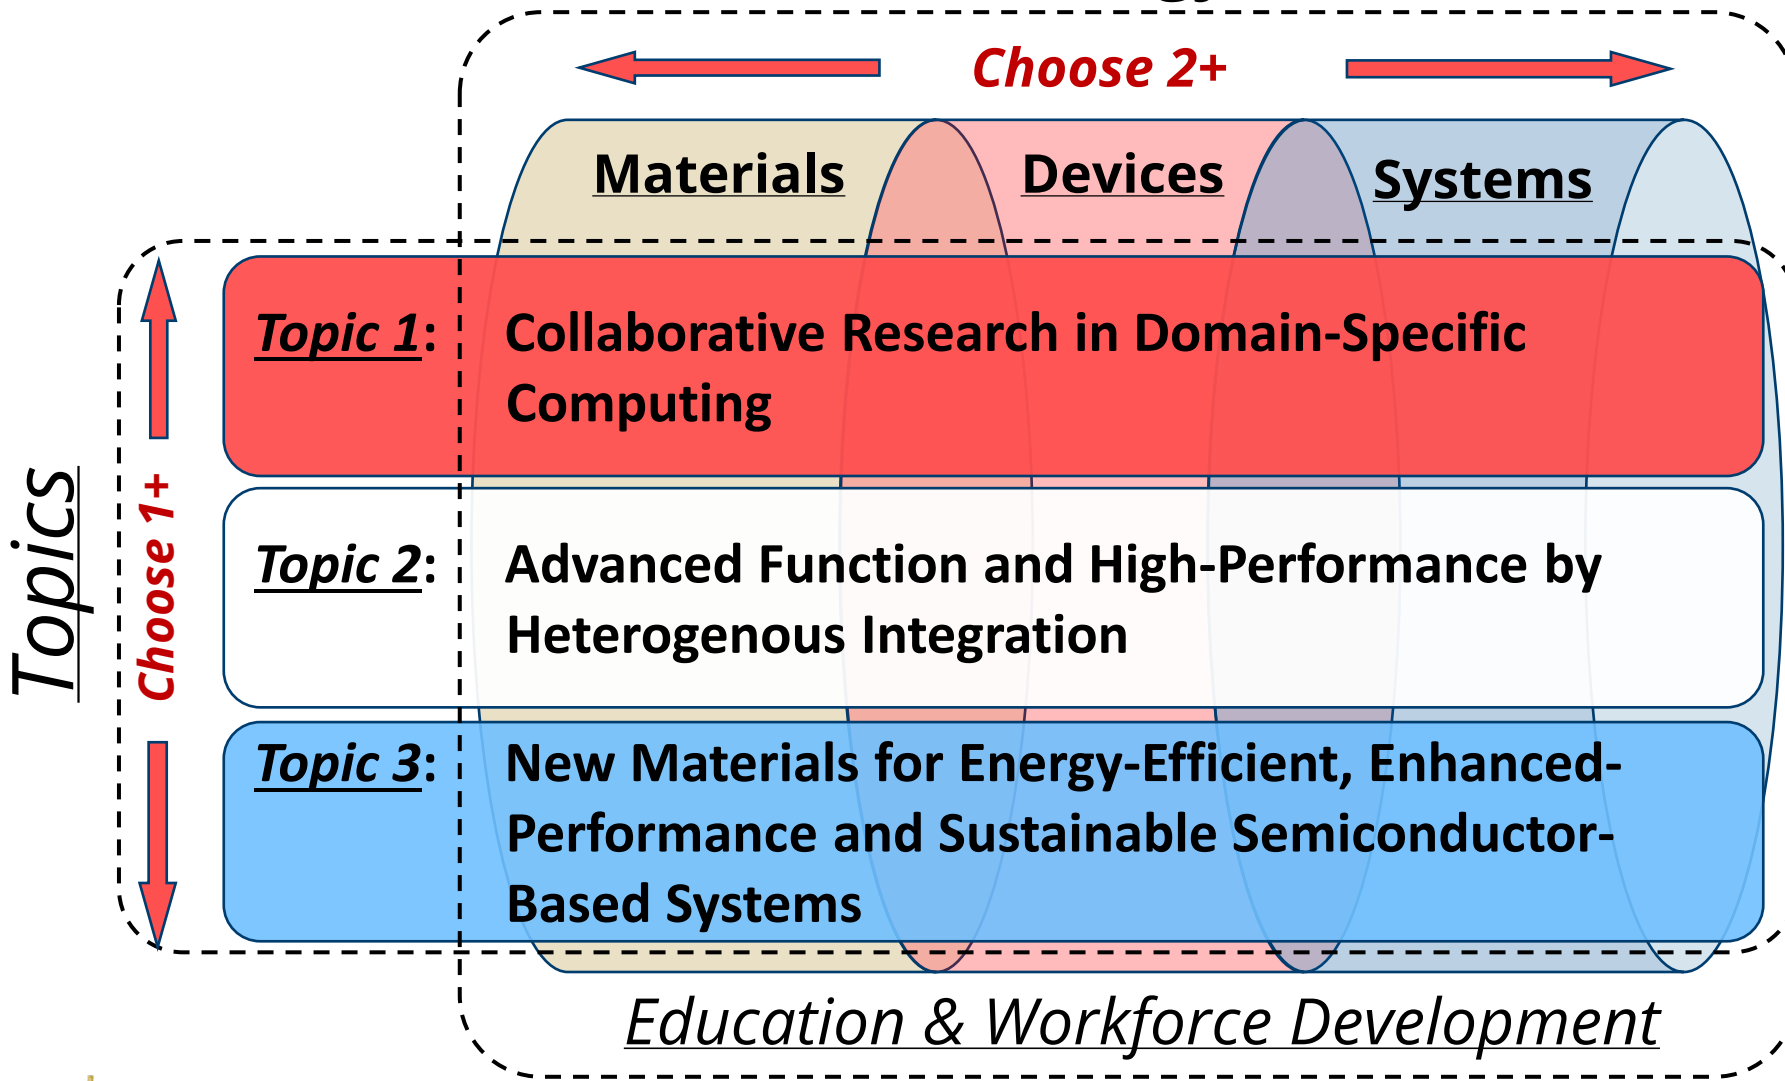 Choose 2+
Materials Devices Systems
Topics
Choose 1+
Topic 1: Collaborative Research in Domain-Specific
Computing
Topic 2: Advanced Function and High-Performance by
Heterogenous Integration
Topic 3: New Materials for Energy-Efficient, Enhanced-
Performance and Sustainable Semiconductor-
Based Systems
Education & Workforce Development